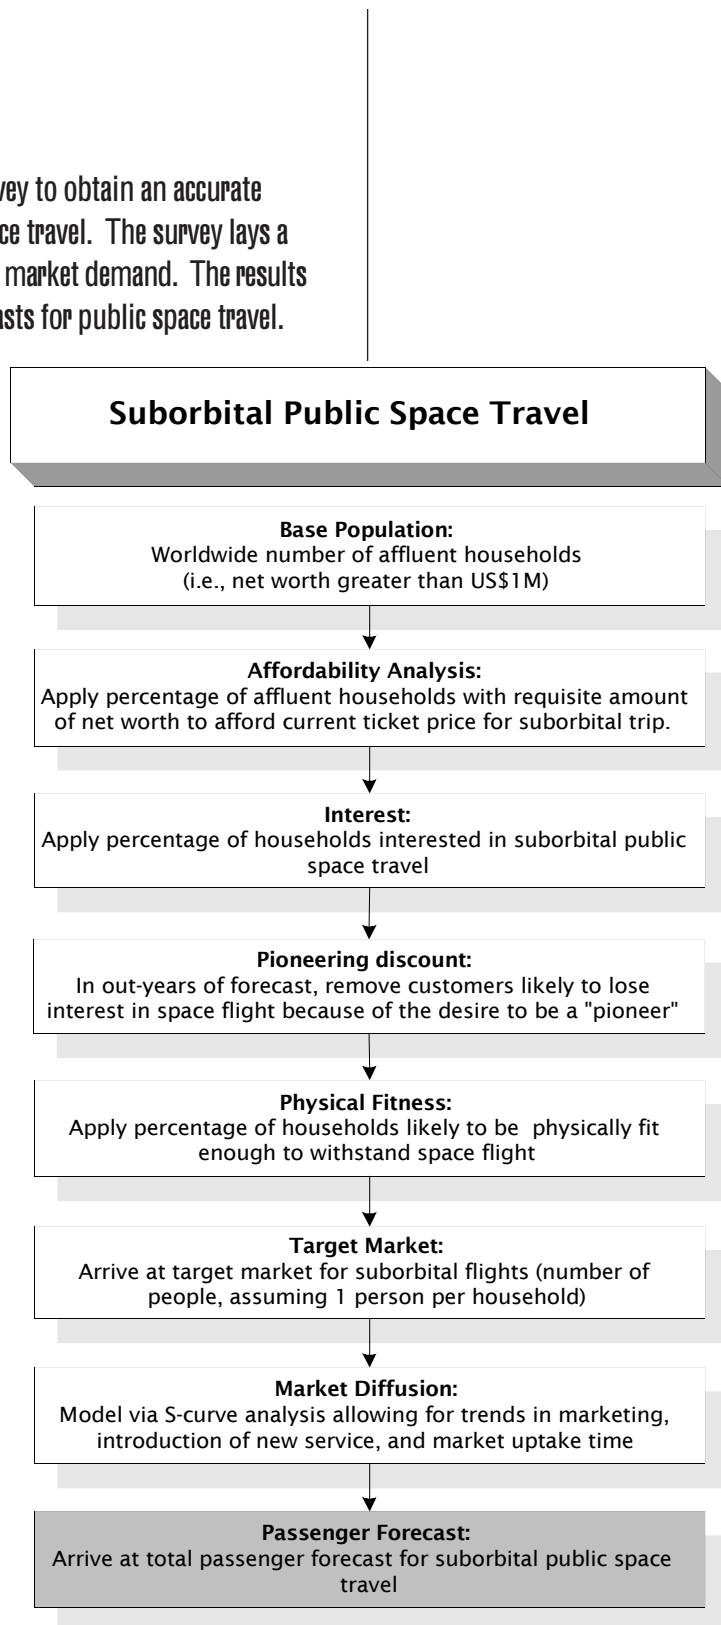 vey to obtain an accurate
ce travel. The survey lays a
market demand. The results
asts for public space travel.
Suborbital Public Space Travel
Base Population:
Worldwide number of affluent households
(i.e., net worth greater than US$1M)
Affordability Analysis:
Apply percentage of affluent households with requisite amount
of net worth to afford current ticket price for suborbital trip.
Interest:
Apply percentage of households interested in suborbital public
space travel
Pioneering discount:
In out-years of forecast, remove customers likely to lose
interest in space flight because of the desire to be a "pioneer"
Physical Fitness:
Apply percentage of households likely to be physically fit
enough to withstand space flight
Target Market:
Arrive at target market for suborbital flights (number of
people, assuming 1 person per household)
Market Diffusion:
Model via S-curve analysis allowing for trends in marketing,
introduction of new service, and market uptake time
Passenger Forecast:
Arrive at total passenger forecast for suborbital public space
travel